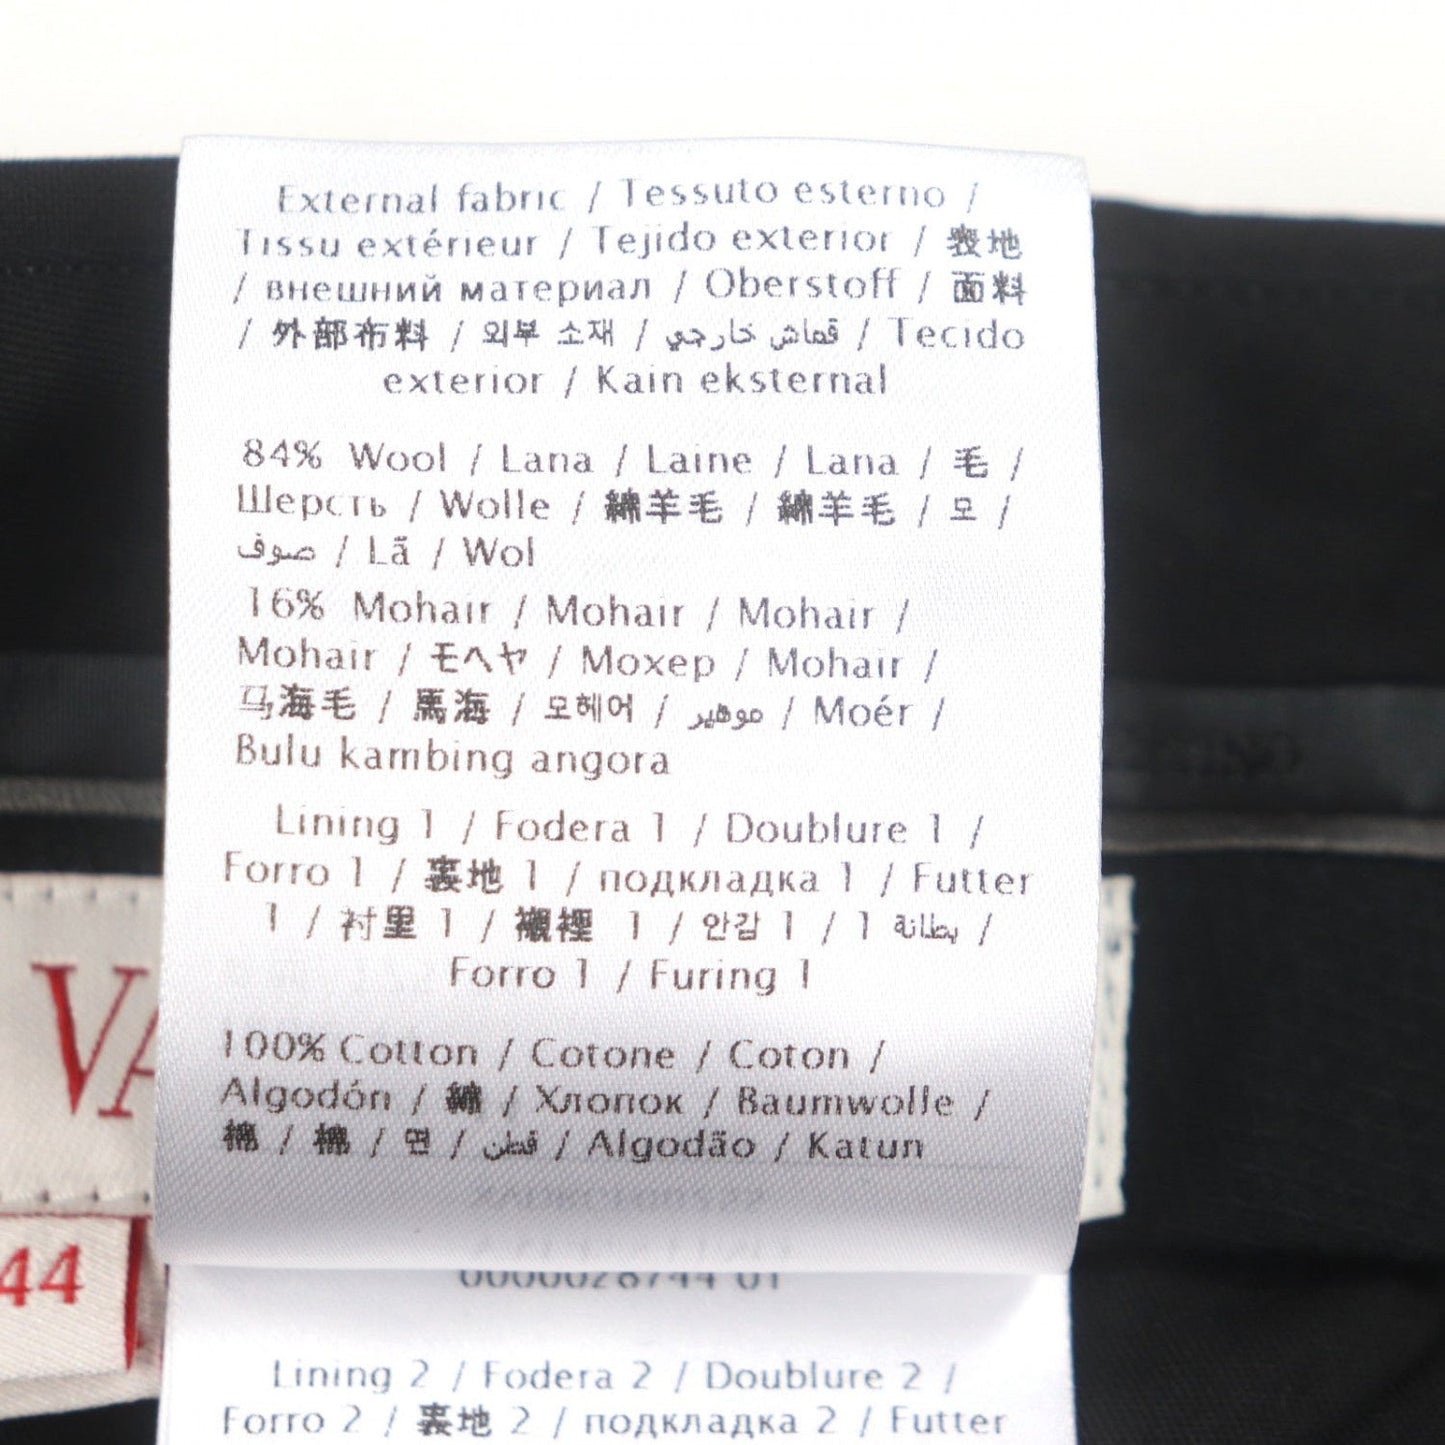 External fabric / Tessuto esterno /
Tissu extérieur / Tejido exterior / 表地
/ внешний материал / Oberstoff / 面料
/ 外部布料 / 외부 소재 / قماش خارجي / Tecido
exterior / Kain eksternal
84% Wool / Lana / Laine / Lana / 毛 /
Шерсть / Wolle / 綿羊毛 / 綿羊毛 / 모 /
صوف / Lã / Wol
16% Mohair / Mohair / Mohair /
Mohair / モヘヤ / Мохер / Mohair /
马海毛 / 馬海 / 모헤어 / موهير / Moér /
Bulu kambing angora
Lining 1 / Fodera 1 / Doublure 1 /
Forro 1 / 裏地 1 / подкладка 1 / Futter
1 / 衬里 1 / 襯裡 1 / 안감 1 / بطانة 1 /
Forro 1 / Furing 1
100% Cotton / Cotone / Coton /
Algodón / 綿 / Хлопок / Baumwolle /
棉 / 棉 / 면 / قطن / Algodão / Katun
0000028744 01
Lining 2 / Fodera 2 / Doublure 2 /
Forro 2 / 裏地 2 / подкладка 2 / Futter
VA
44